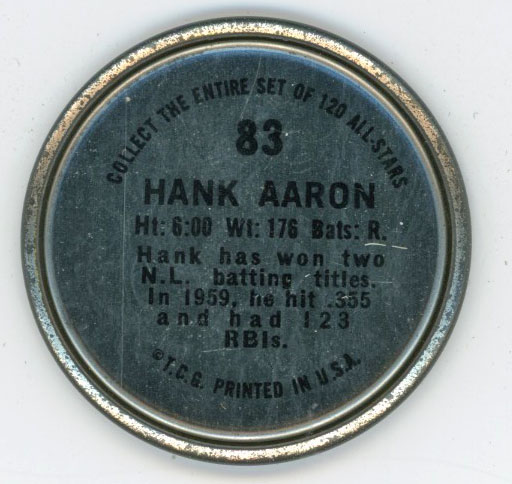 COLLECT THE ENTIRE SET OF 120 ALL-STARS
83
HANK AARON
Ht: 6:00 Wt: 176 Bats: R.
Hank has won two
N.L. batting titles.
In 1959, he hit .355
and had 123
RBIs.
©T.C.G. PRINTED IN U.S.A.